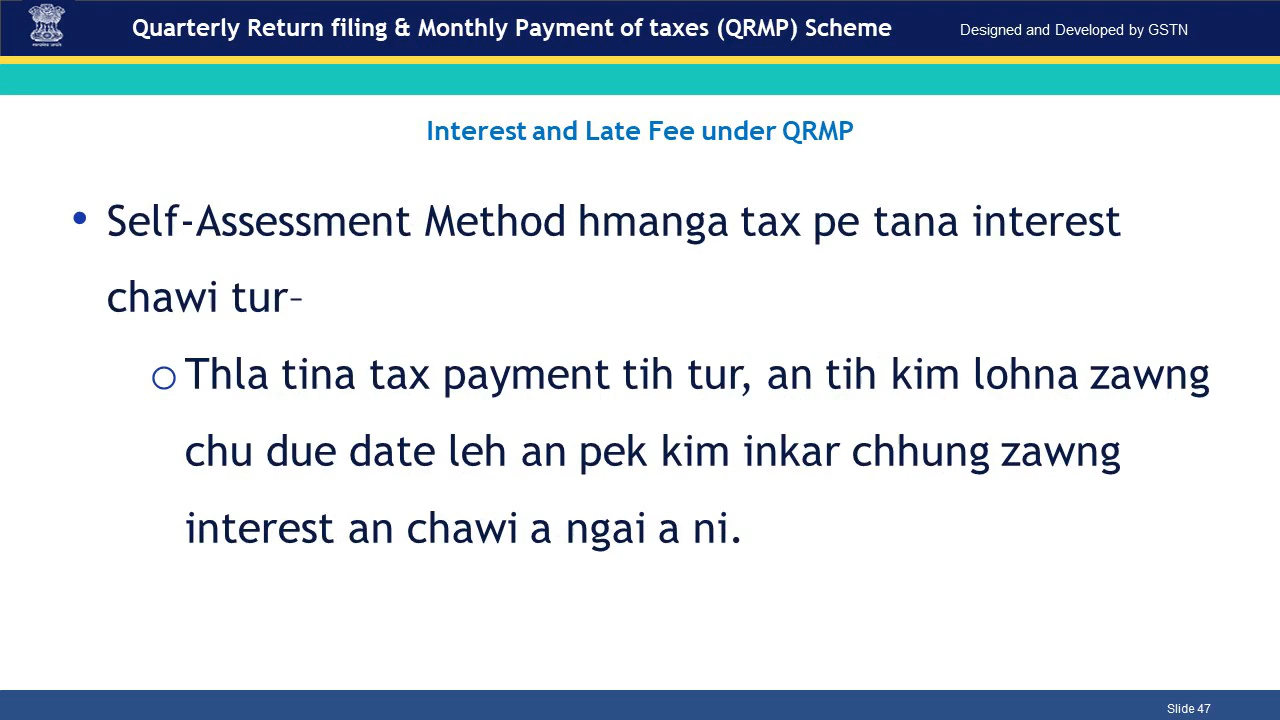 Quarterly Return filing & Monthly Payment of taxes (QRMP) Scheme
Designed and Developed by GSTN
Interest and Late Fee under QRMP
• Self-Assessment Method hmanga tax pe tana interest
chawi tur–
o Thla tina tax payment tih tur, an tih kim lohna zawng
chu due date leh an pek kim inkar chhung zawng
interest an chawi a ngai a ni.
Slide 47